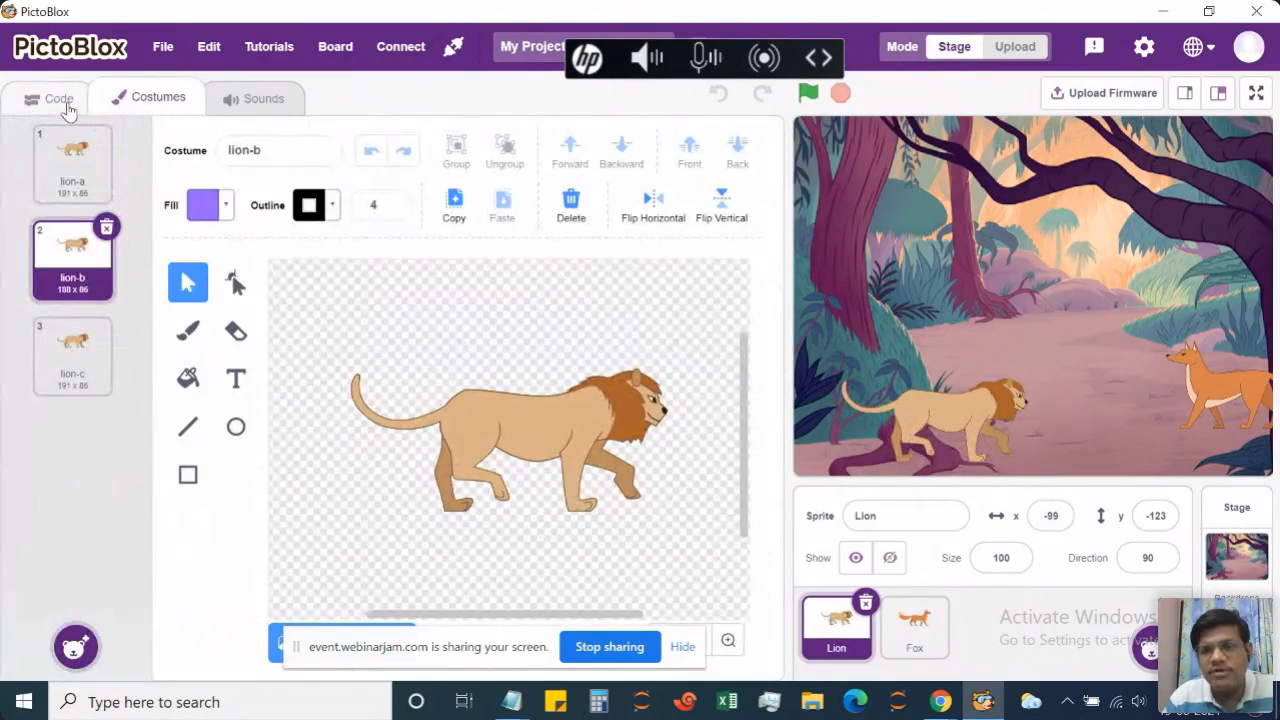 PictoBlox
PictoBlox File Edit Tutorials Board Connect My Project Mode Stage Upload
hp
Code Costumes Sounds Upload Firmware
1
lion-a
191 x 86
2
lion-b
188 x 86
3
lion-c
191 x 86
Costume lion-b Group Ungroup Forward Backward Front Back
Fill Outline 4 Copy Paste Delete Flip Horizontal Flip Vertical
T
Sprite Lion x -99 y -123
Show Size 100 Direction 90
Stage
Lion
Fox
Activate Windows
Go to Settings to
event.webinarjam.com is sharing your screen. Stop sharing Hide
Type here to search